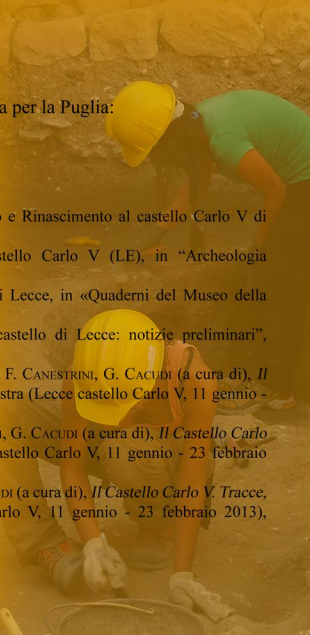 a per la Puglia:
o e Rinascimento al castello Carlo V di
stello Carlo V (LE), in “Archeologia
i Lecce, in «Quaderni del Museo della
castello di Lecce: notizie preliminari”,
F. CANESTRINI, G. CACUDI (a cura di), Il
stra (Lecce castello Carlo V, 11 gennio -
, G. CACUDI (a cura di), Il Castello Carlo
astello Carlo V, 11 gennio - 23 febbraio
DI (a cura di), Il Castello Carlo V. Tracce,
rlo V, 11 gennaio - 23 febbraio 2013),